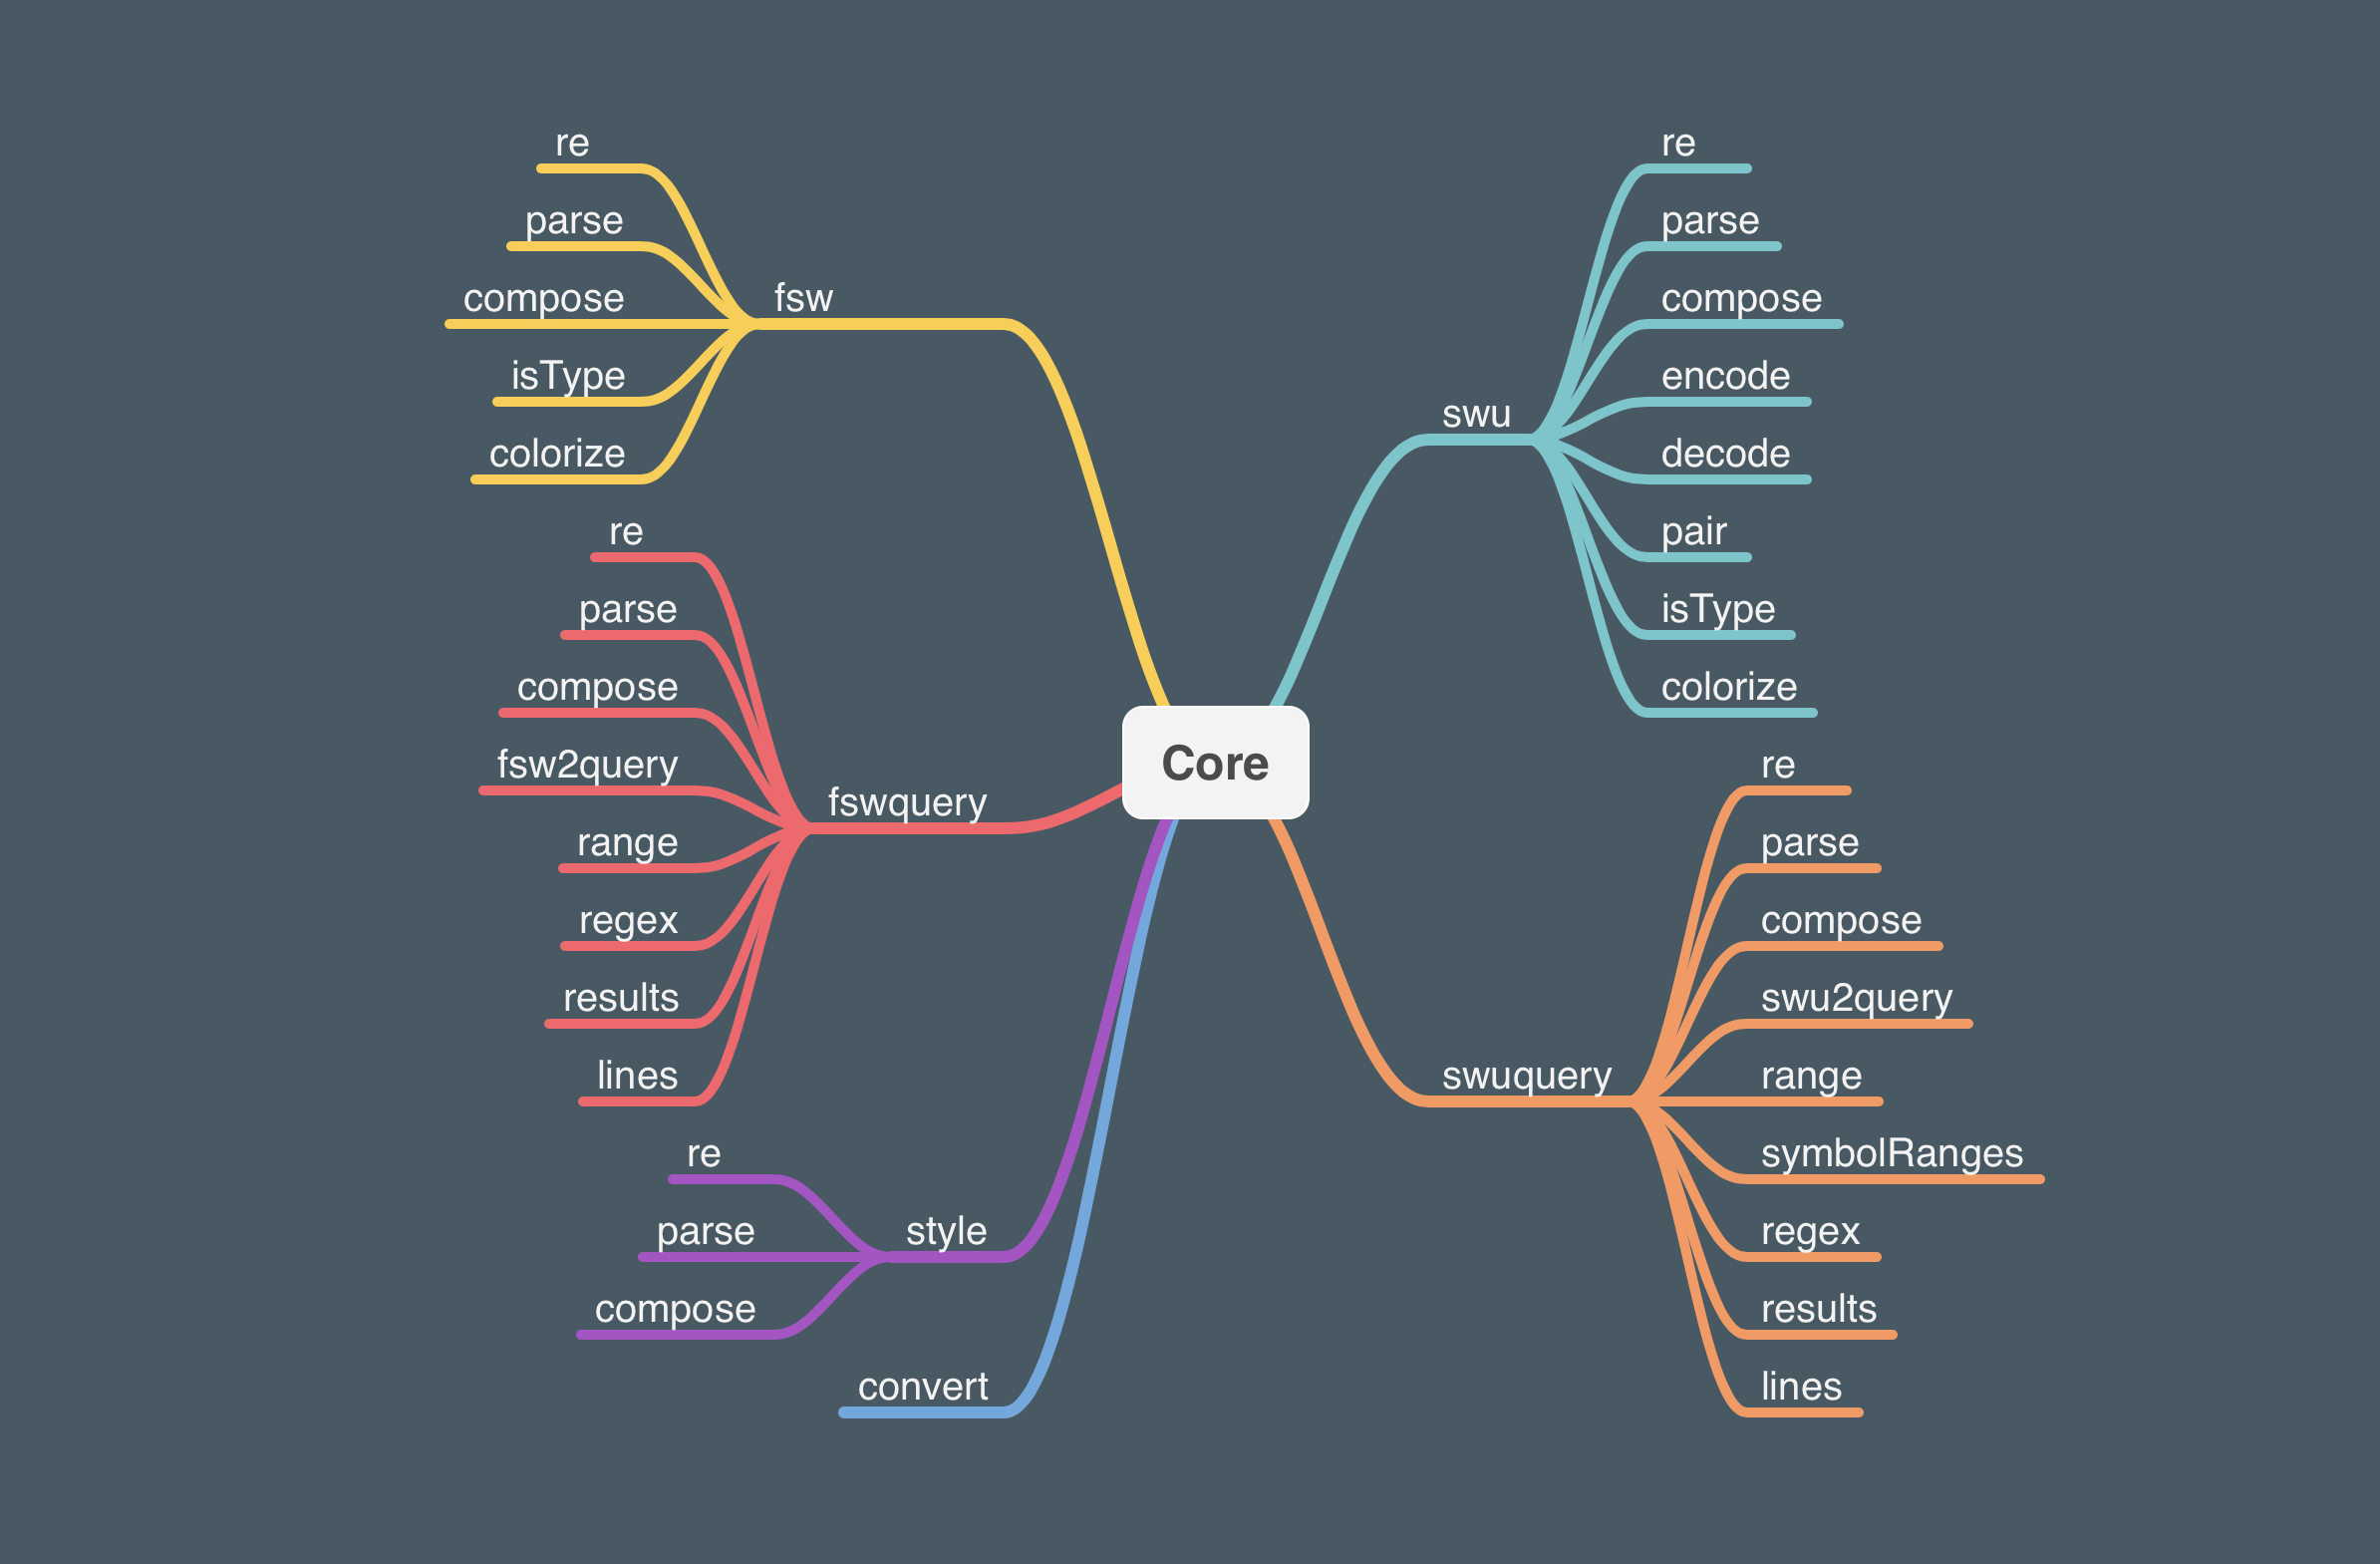 Core
fsw
re
parse
compose
isType
colorize
fswquery
re
parse
compose
fsw2query
range
regex
results
lines
style
re
parse
compose
convert
swu
re
parse
compose
encode
decode
pair
isType
colorize
swuquery
re
parse
compose
swu2query
range
symbolRanges
regex
results
lines